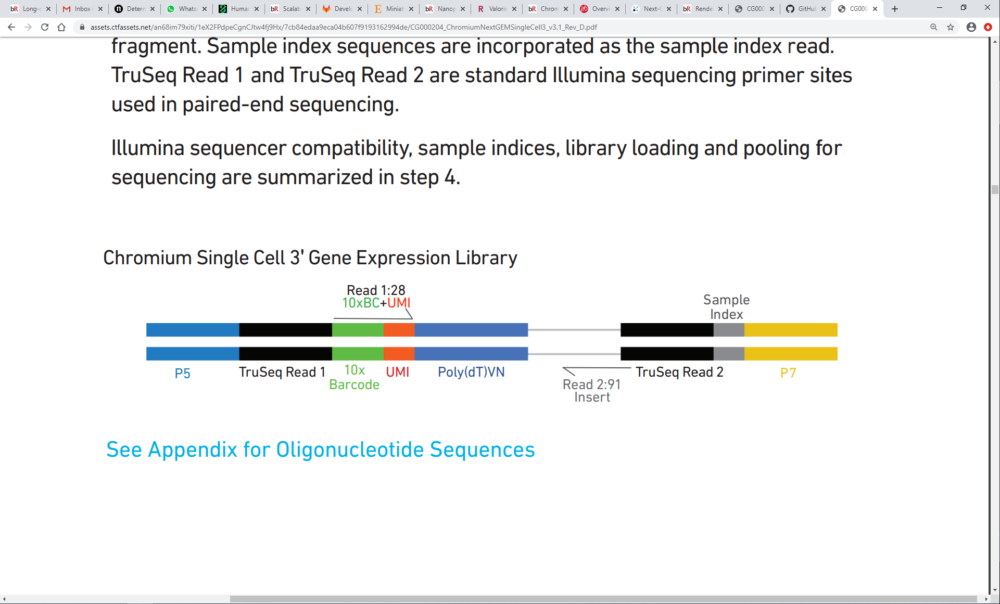 Long-r
Inbox
Determ
Whats
Human
Scalab
Develo
Miniat
Nanop
Valoris
Chrom
Overvi
Next-G
Rende
CG000
GitHub
CG000
assets.ctfassets.net/an68im79xiti/1eX2FPdpeCgnCJtw4fj9Hx/7cb84edaa9eca04b607f9193162994de/CG000204_ChromiumNextGEMSingleCell3_v3.1_Rev_D.pdf
fragment. Sample index sequences are incorporated as the sample index read.
TruSeq Read 1 and TruSeq Read 2 are standard Illumina sequencing primer sites
used in paired-end sequencing.
Illumina sequencer compatibility, sample indices, library loading and pooling for
sequencing are summarized in step 4.
Chromium Single Cell 3' Gene Expression Library
Read 1:28
10xBC+UMI
Sample
Index
P5
TruSeq Read 1
10x
Barcode
UMI
Poly(dT)VN
Read 2:91
Insert
TruSeq Read 2
P7
See Appendix for Oligonucleotide Sequences